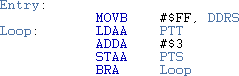 Entry:
MOVB #$FF, DDRS
Loop: LDAA PTT
ADDA #$3
STAA PTS
BRA Loop